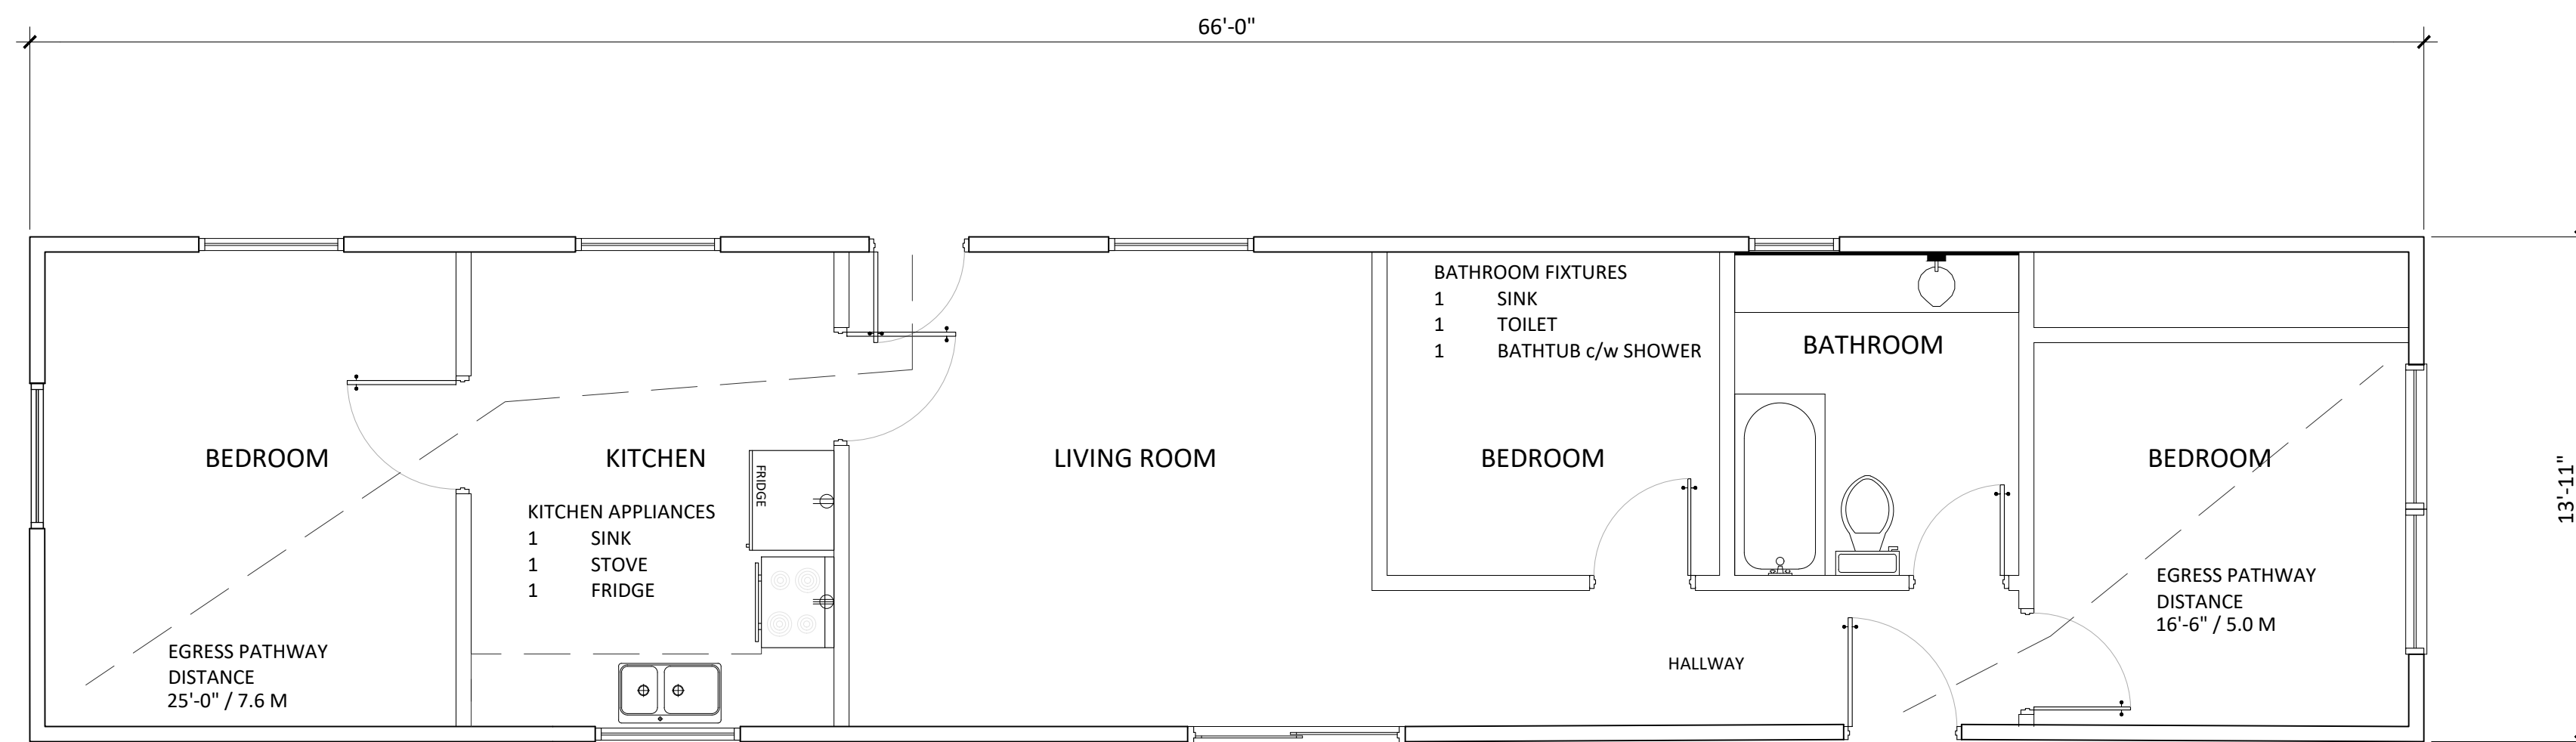 66'-0"
BATHROOM FIXTURES
1 SINK
1 TOILET
1 BATHTUB c/w SHOWER
BATHROOM
BEDROOM
KITCHEN
LIVING ROOM
BEDROOM
BEDROOM
13'-11"
FRIDGE
KITCHEN APPLIANCES
1 SINK
1 STOVE
1 FRIDGE
EGRESS PATHWAY
DISTANCE
16'-6" / 5.0 M
EGRESS PATHWAY
DISTANCE
25'-0" / 7.6 M
HALLWAY